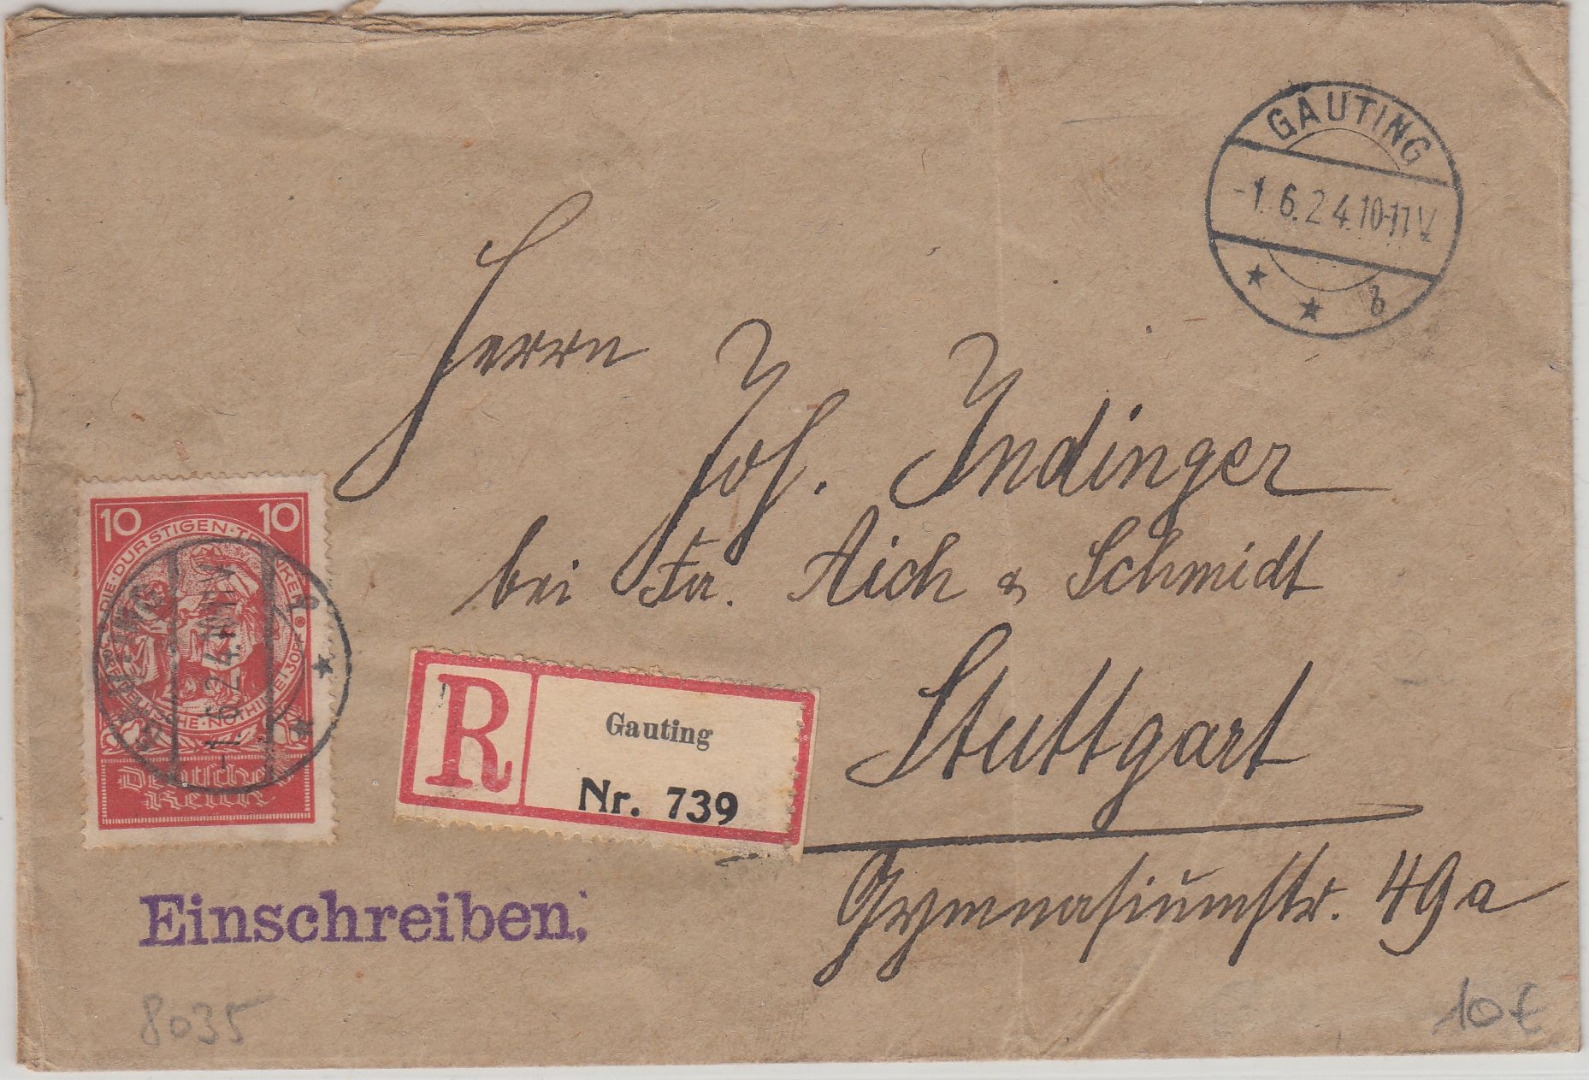 GAUTING
-1.6.24.10-11V.
b
Herrn
Joh. Indinger
bei Fa. Aich & Schmidt
Stuttgart
Gymnasiumstr. 49a
10 10
DIE·DURSTIGEN·TRÄNKEN
Deutsches
Reich
R
Gauting
Nr. 739
Einschreiben.
8035
10€